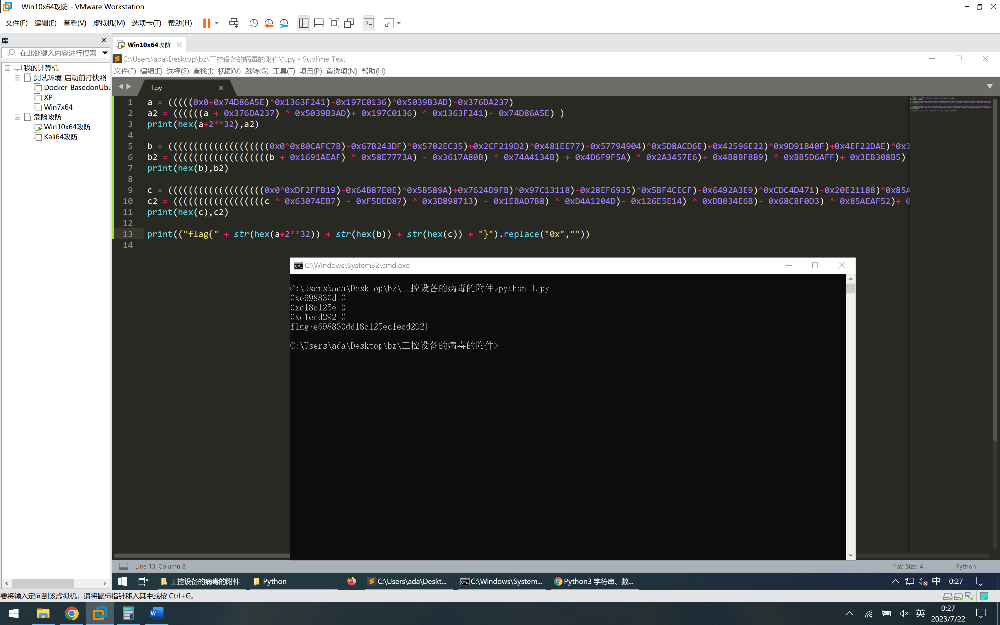 Win10x64攻防 - VMware Workstation
文件(F) 编辑(E) 查看(V) 虚拟机(M) 选项卡(T) 帮助(H)
库
在此处键入内容进行搜索
我的计算机
测试环境-启动前打快照
Docker-BasedonUbu
XP
Win7x64
危险攻防
Win10x64攻防
Kali64攻防
Win10x64攻防
C:\Users\ada\Desktop\bz\工控设备的病毒的附件\1.py - Sublime Text
文件(F) 编辑(E) 选择(S) 查找(I) 视图(V) 跳转(G) 工具(T) 项目(P) 首选项(N) 帮助(H)
1.py
1 a = (((((0x0+0x74D86A5E)^0x1363F241)-0x197C0136)^0x5039B3AD)-0x376DA237)
2 a2 = ((((((a + 0x376DA237) ^ 0x5039B3AD)+ 0x197C0136) ^ 0x1363F241)- 0x74D86A5E) )
3 print(hex(a+2**32),a2)
4
5 b = ((((((((((((((((((((0x0^0x80CAFC7B)-0x67B243DF)^0x5702EC35)+0x2CF219D2)^0x481EE77)-0x57794904)^0x5D8ACD6E)+0x42596E22)^0x9D91B40F)+0x4EF22DAE)^0x3
6 b2 = (((((((((((((((((((b + 0x1691AEAF) ^ 0x58E7773A) - 0x3617A80B) ^ 0x74A4134B) + 0x4D6F9F5A) ^ 0x2A3457E6)+ 0x4B8BF8B9) ^ 0xBB5D6AFF)+ 0x3EB308B5)
7 print(hex(b),b2)
8
9 c = (((((((((((((((((((0x0^0xDF2FFB19)-0x64B87E0E)^0x5B589A)+0x7624D9FB)^0x97C13118)-0x28EF6935)^0x5BF4CECF)-0x6492A3E9)^0xCDC4D471)-0x20E21188)^0x85A
10 c2 = ((((((((((((((((((c ^ 0x63074EB7) - 0xF5DED87) ^ 0x3D898713) - 0x1EBAD7B8) ^ 0xD4A1204D)- 0x126E5E14) ^ 0xDB034E6B)- 0x68C8F0D3) ^ 0x85AEAF52)+ 0
11 print(hex(c),c2)
12
13 print(("flag{" + str(hex(a+2**32)) + str(hex(b)) + str(hex(c)) + "}").replace("0x",""))
14
C:\Windows\System32\cmd.exe
C:\Users\ada\Desktop\bz\工控设备的病毒的附件>python 1.py
0xe698830d 0
0xd18c125e 0
0xc1ecd292 0
flag{e698830dd18c125ec1ecd292}
C:\Users\ada\Desktop\bz\工控设备的病毒的附件>
Line 13, Column 8 Tab Size: 4 Python
工控设备的病毒的附件 Python C:\Users\ada\Deskt... C:\Windows\System... Python3 字符串、数... 中 0:27
要将输入定向到该虚拟机，请将鼠标指针移入其中或按 Ctrl+G。
英 0:27
2023/7/22